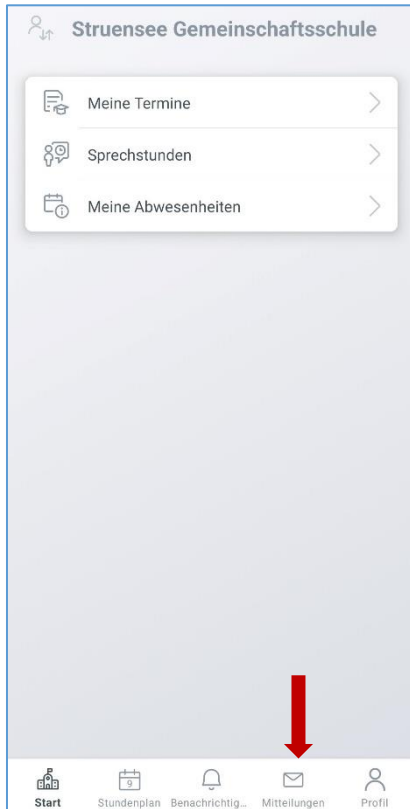 Struensee Gemeinschaftsschule
Meine Termine
Sprechstunden
Meine Abwesenheiten
9
Start Stundenplan Benachrichtig... Mitteilungen Profil